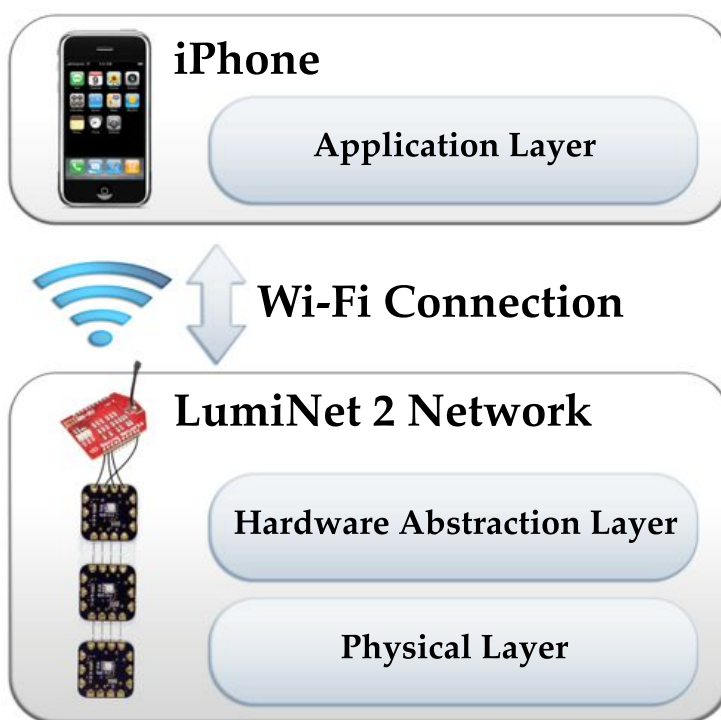 iPhone
Application Layer
Wi-Fi Connection
LumiNet 2 Network
Hardware Abstraction Layer
Physical Layer